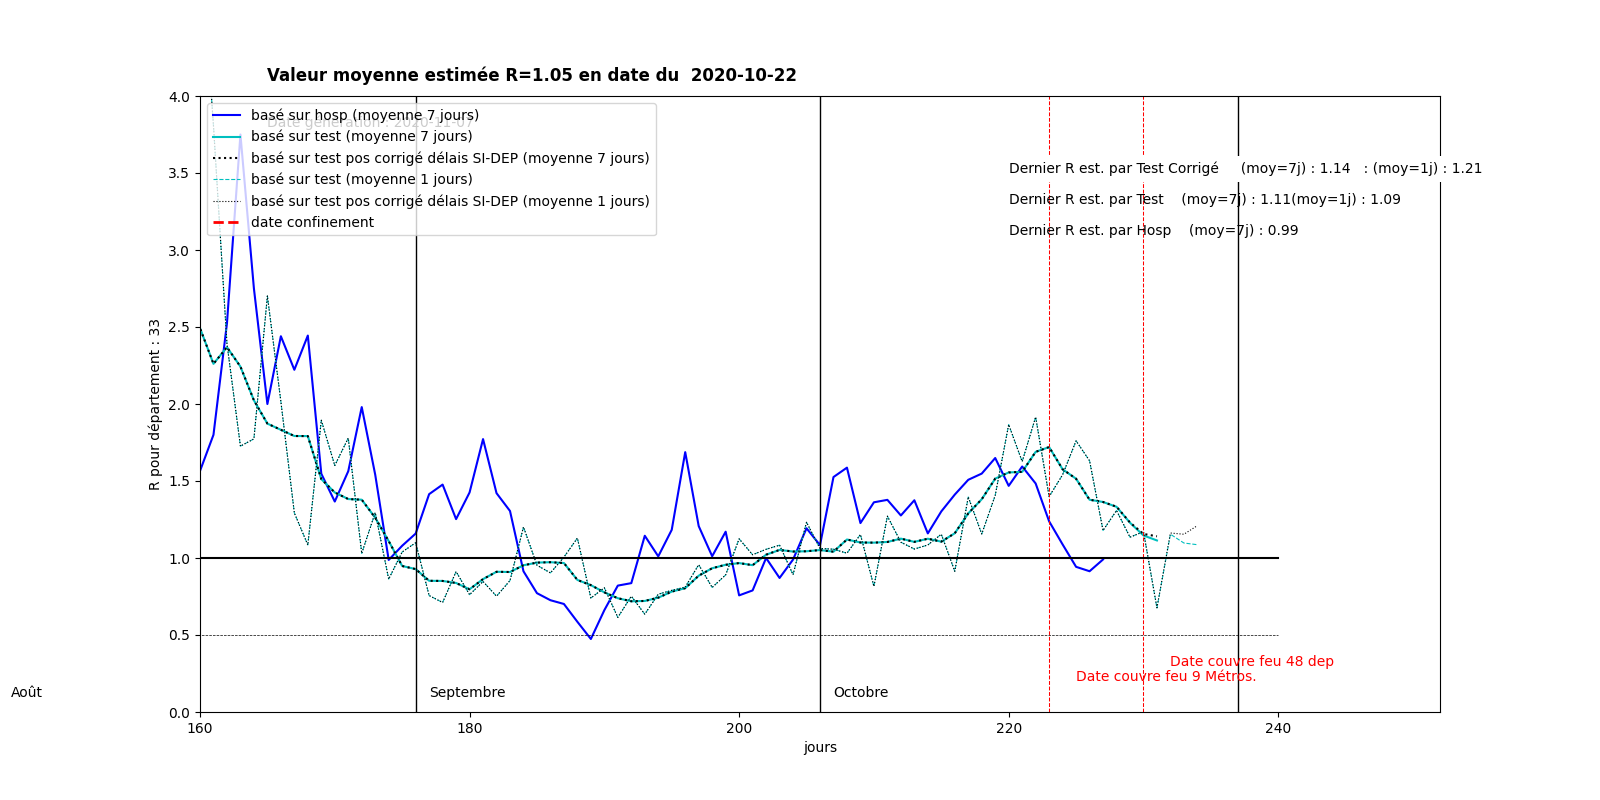 Valeur moyenne estimée R=1.05 en date du  2020-10-22
Date génération : 2020-11-07
basé sur hosp (moyenne 7 jours)
basé sur test (moyenne 7 jours)
basé sur test pos corrigé délais SI-DEP (moyenne 7 jours)
basé sur test (moyenne 1 jours)
basé sur test pos corrigé délais SI-DEP (moyenne 1 jours)
date confinement
Dernier R est. par Test Corrigé     (moy=7j) : 1.14   : (moy=1j) : 1.21
Dernier R est. par Test    (moy=7j) : 1.11(moy=1j) : 1.09
Dernier R est. par Hosp    (moy=7j) : 0.99
4.0
3.5
3.0
2.5
2.0
1.5
1.0
0.5
0.0
R pour département : 33
Date couvre feu 48 dep
Date couvre feu 9 Métros.
Août
Septembre
Octobre
160
180
200
220
240
jours